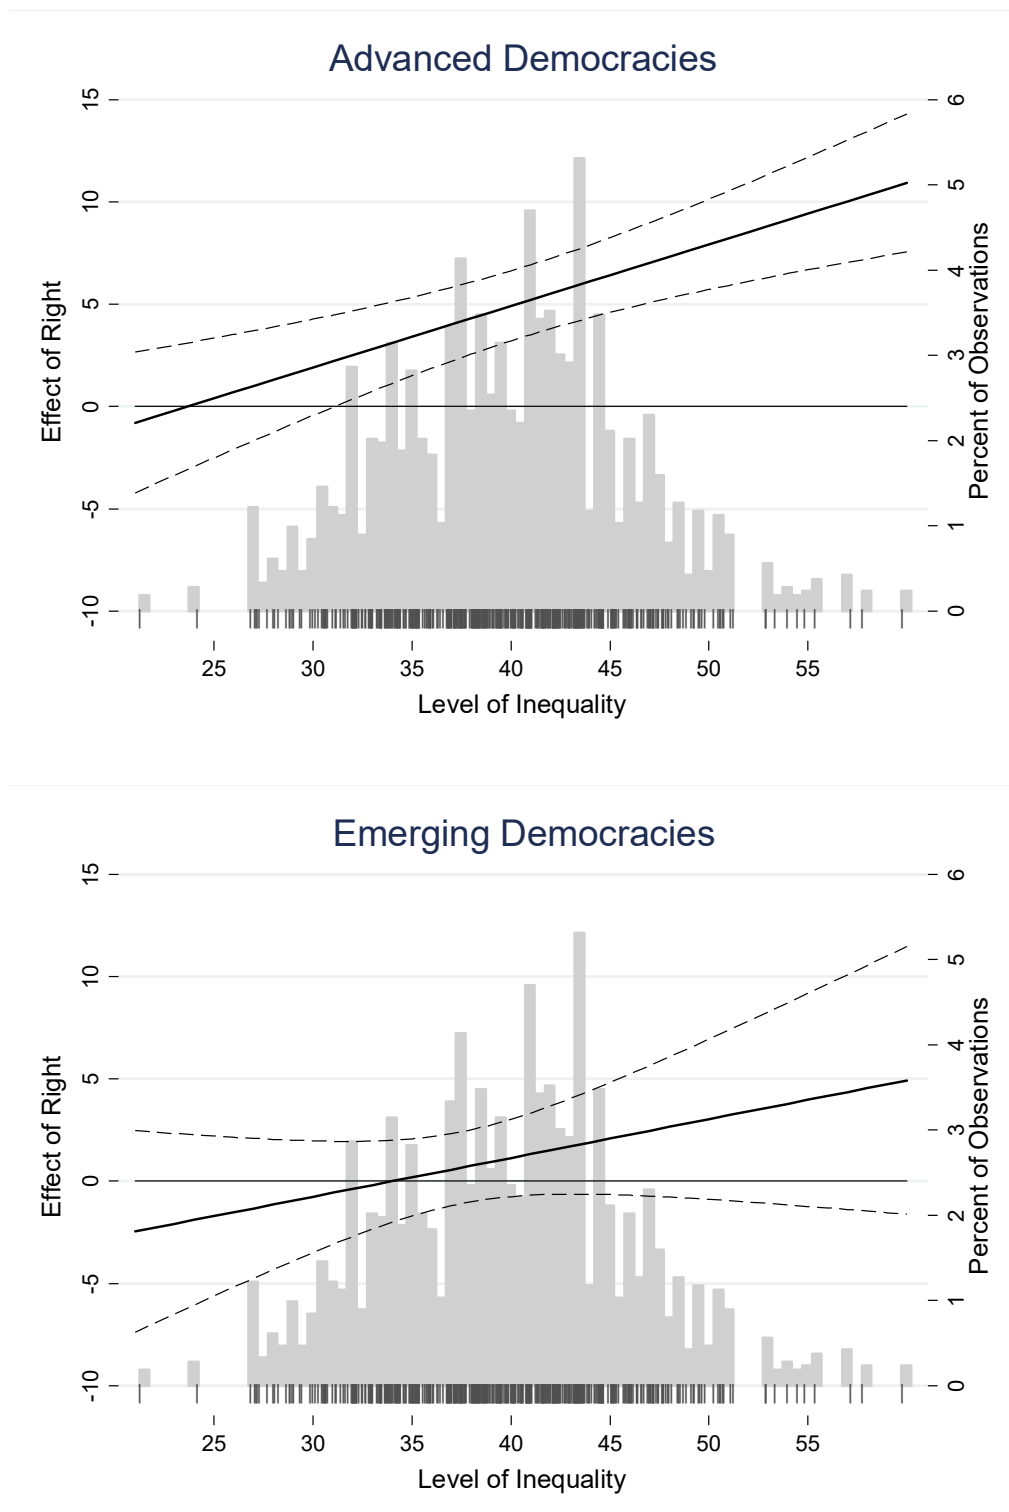 Advanced Democracies
15
10
5
0
-5
-10
Effect of Right
6
5
4
3
2
1
0
Percent of Observations
25 30 35 40 45 50 55
Level of Inequality
Emerging Democracies
15
10
5
0
-5
-10
Effect of Right
6
5
4
3
2
1
0
Percent of Observations
25 30 35 40 45 50 55
Level of Inequality